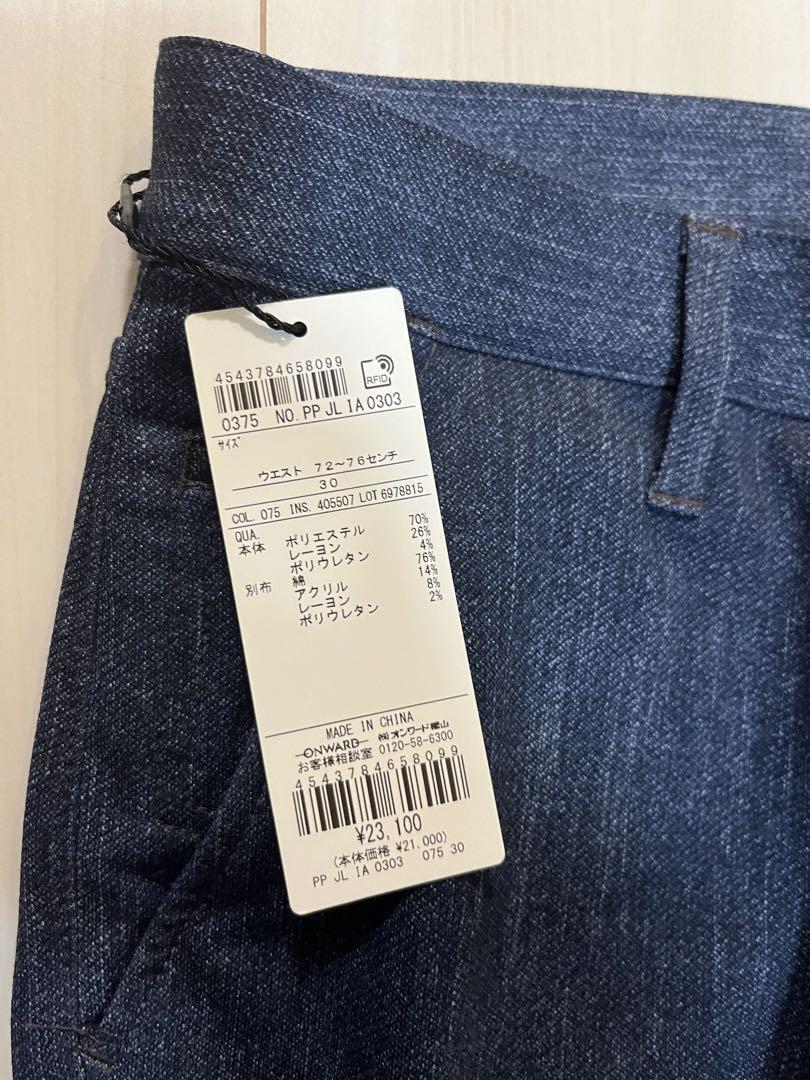 4543784658099
RFID
0375 NO. PP JL IA 0303
サイズ
ウエスト 72〜76センチ
30
COL. 075 INS. 405507 LOT 6978815
QUA.
本体 ポリエステル 70%
レーヨン 26%
ポリウレタン 4%
別布 綿 76%
アクリル 14%
レーヨン 8%
ポリウレタン 2%
MADE IN CHINA
ONWARD ㈱オンワード樫山
お客様相談室 0120-58-6300
4543784658099
¥23,100
(本体価格 ¥21,000)
PP JL IA 0303 075 30